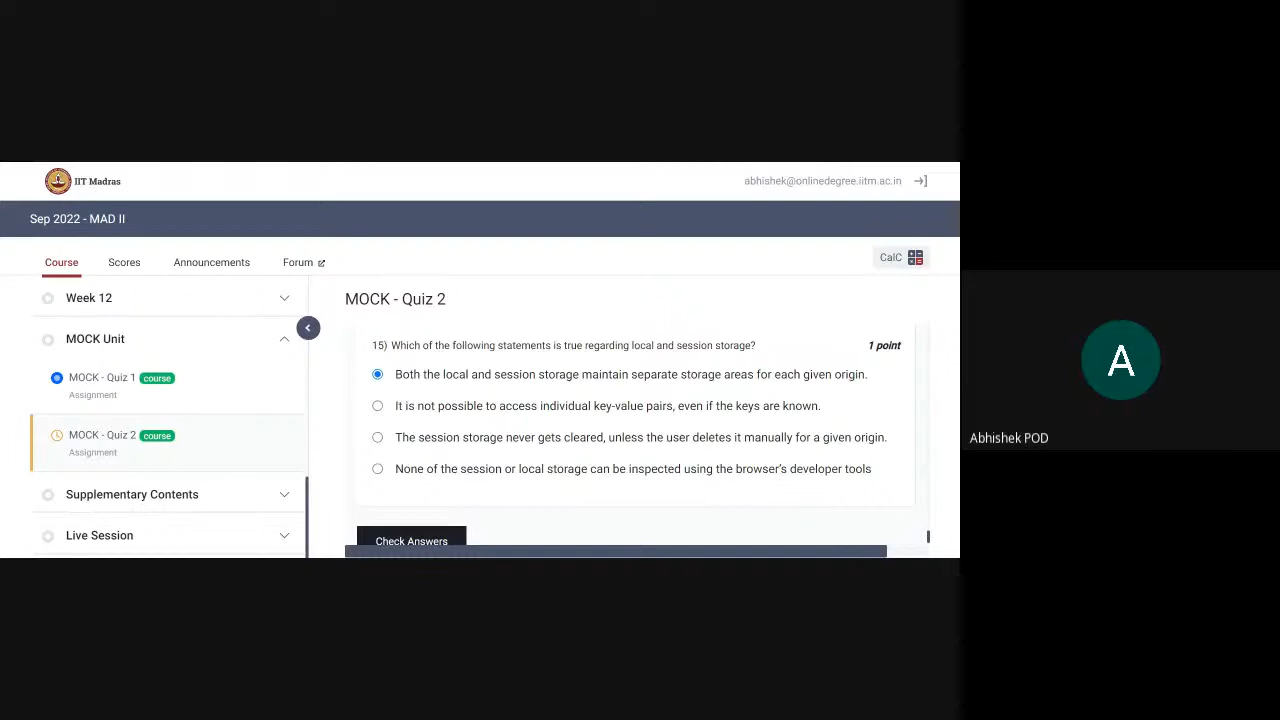 IIT Madras
abhishek@onlinedegree.iitm.ac.in
Sep 2022 - MAD II
Course Scores Announcements Forum
CalC
Week 12
MOCK Unit
MOCK - Quiz 1 course
Assignment
MOCK - Quiz 2 course
Assignment
Supplementary Contents
Live Session
MOCK - Quiz 2
15) Which of the following statements is true regarding local and session storage? 1 point
Both the local and session storage maintain separate storage areas for each given origin.
It is not possible to access individual key-value pairs, even if the keys are known.
The session storage never gets cleared, unless the user deletes it manually for a given origin.
None of the session or local storage can be inspected using the browser's developer tools
Check Answers
A
Abhishek POD